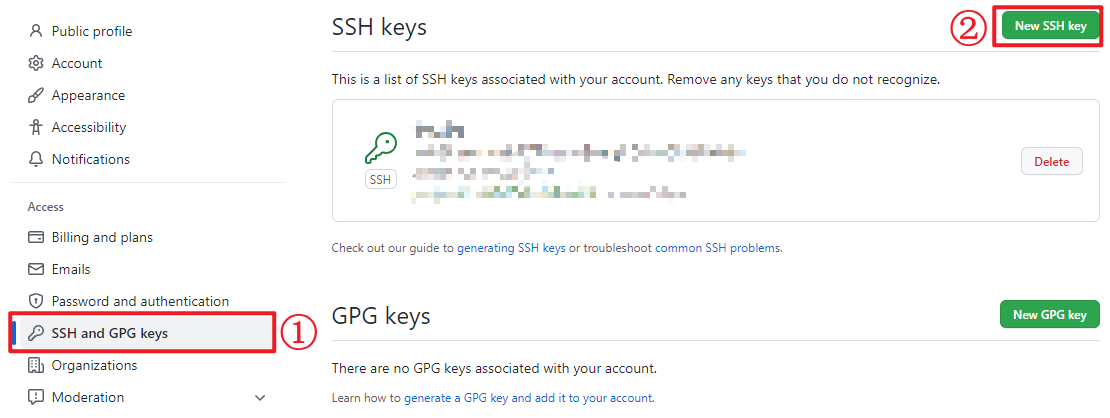 Public profile
Account
Appearance
Accessibility
Notifications
Access
Billing and plans
Emails
Password and authentication
SSH and GPG keys
①
Organizations
Moderation
SSH keys
②
New SSH key
This is a list of SSH keys associated with your account. Remove any keys that you do not recognize.
SSH
Delete
Check out our guide to generating SSH keys or troubleshoot common SSH problems.
GPG keys
New GPG key
There are no GPG keys associated with your account.
Learn how to generate a GPG key and add it to your account.